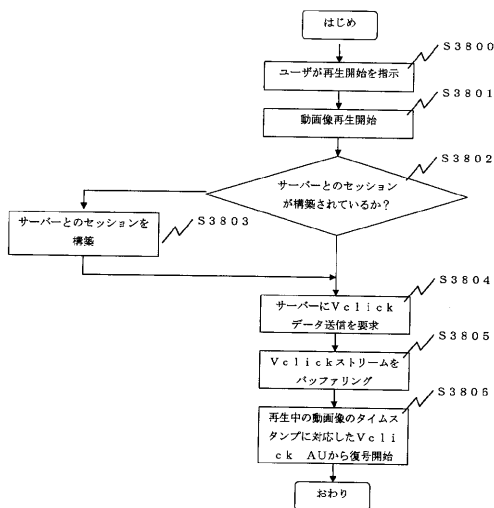 はじめ
S3800
ユーザが再生開始を指示
S3801
動画像再生開始
S3802
サーバーとのセッション
が構築されているか？
サーバーとのセッションを
構築
S3803
S3804
サーバーにVclick
データ送信を要求
S3805
Vclickストリームを
バッファリング
S3806
再生中の動画像のタイムス
タンプに対応したVcli
ck　AUから復号開始
おわり